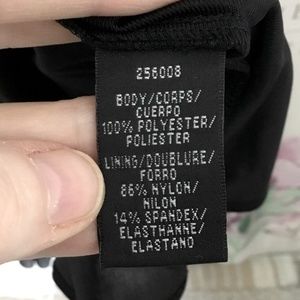 256008
BODY/CORPS/
CUERPO
100% POLYESTER/
POLIESTER
LINING/DOUBLURE/
FORRO
86% NYLON/
NILON
14% SPANDEX/
ELASTHANNE/
ELASTANO